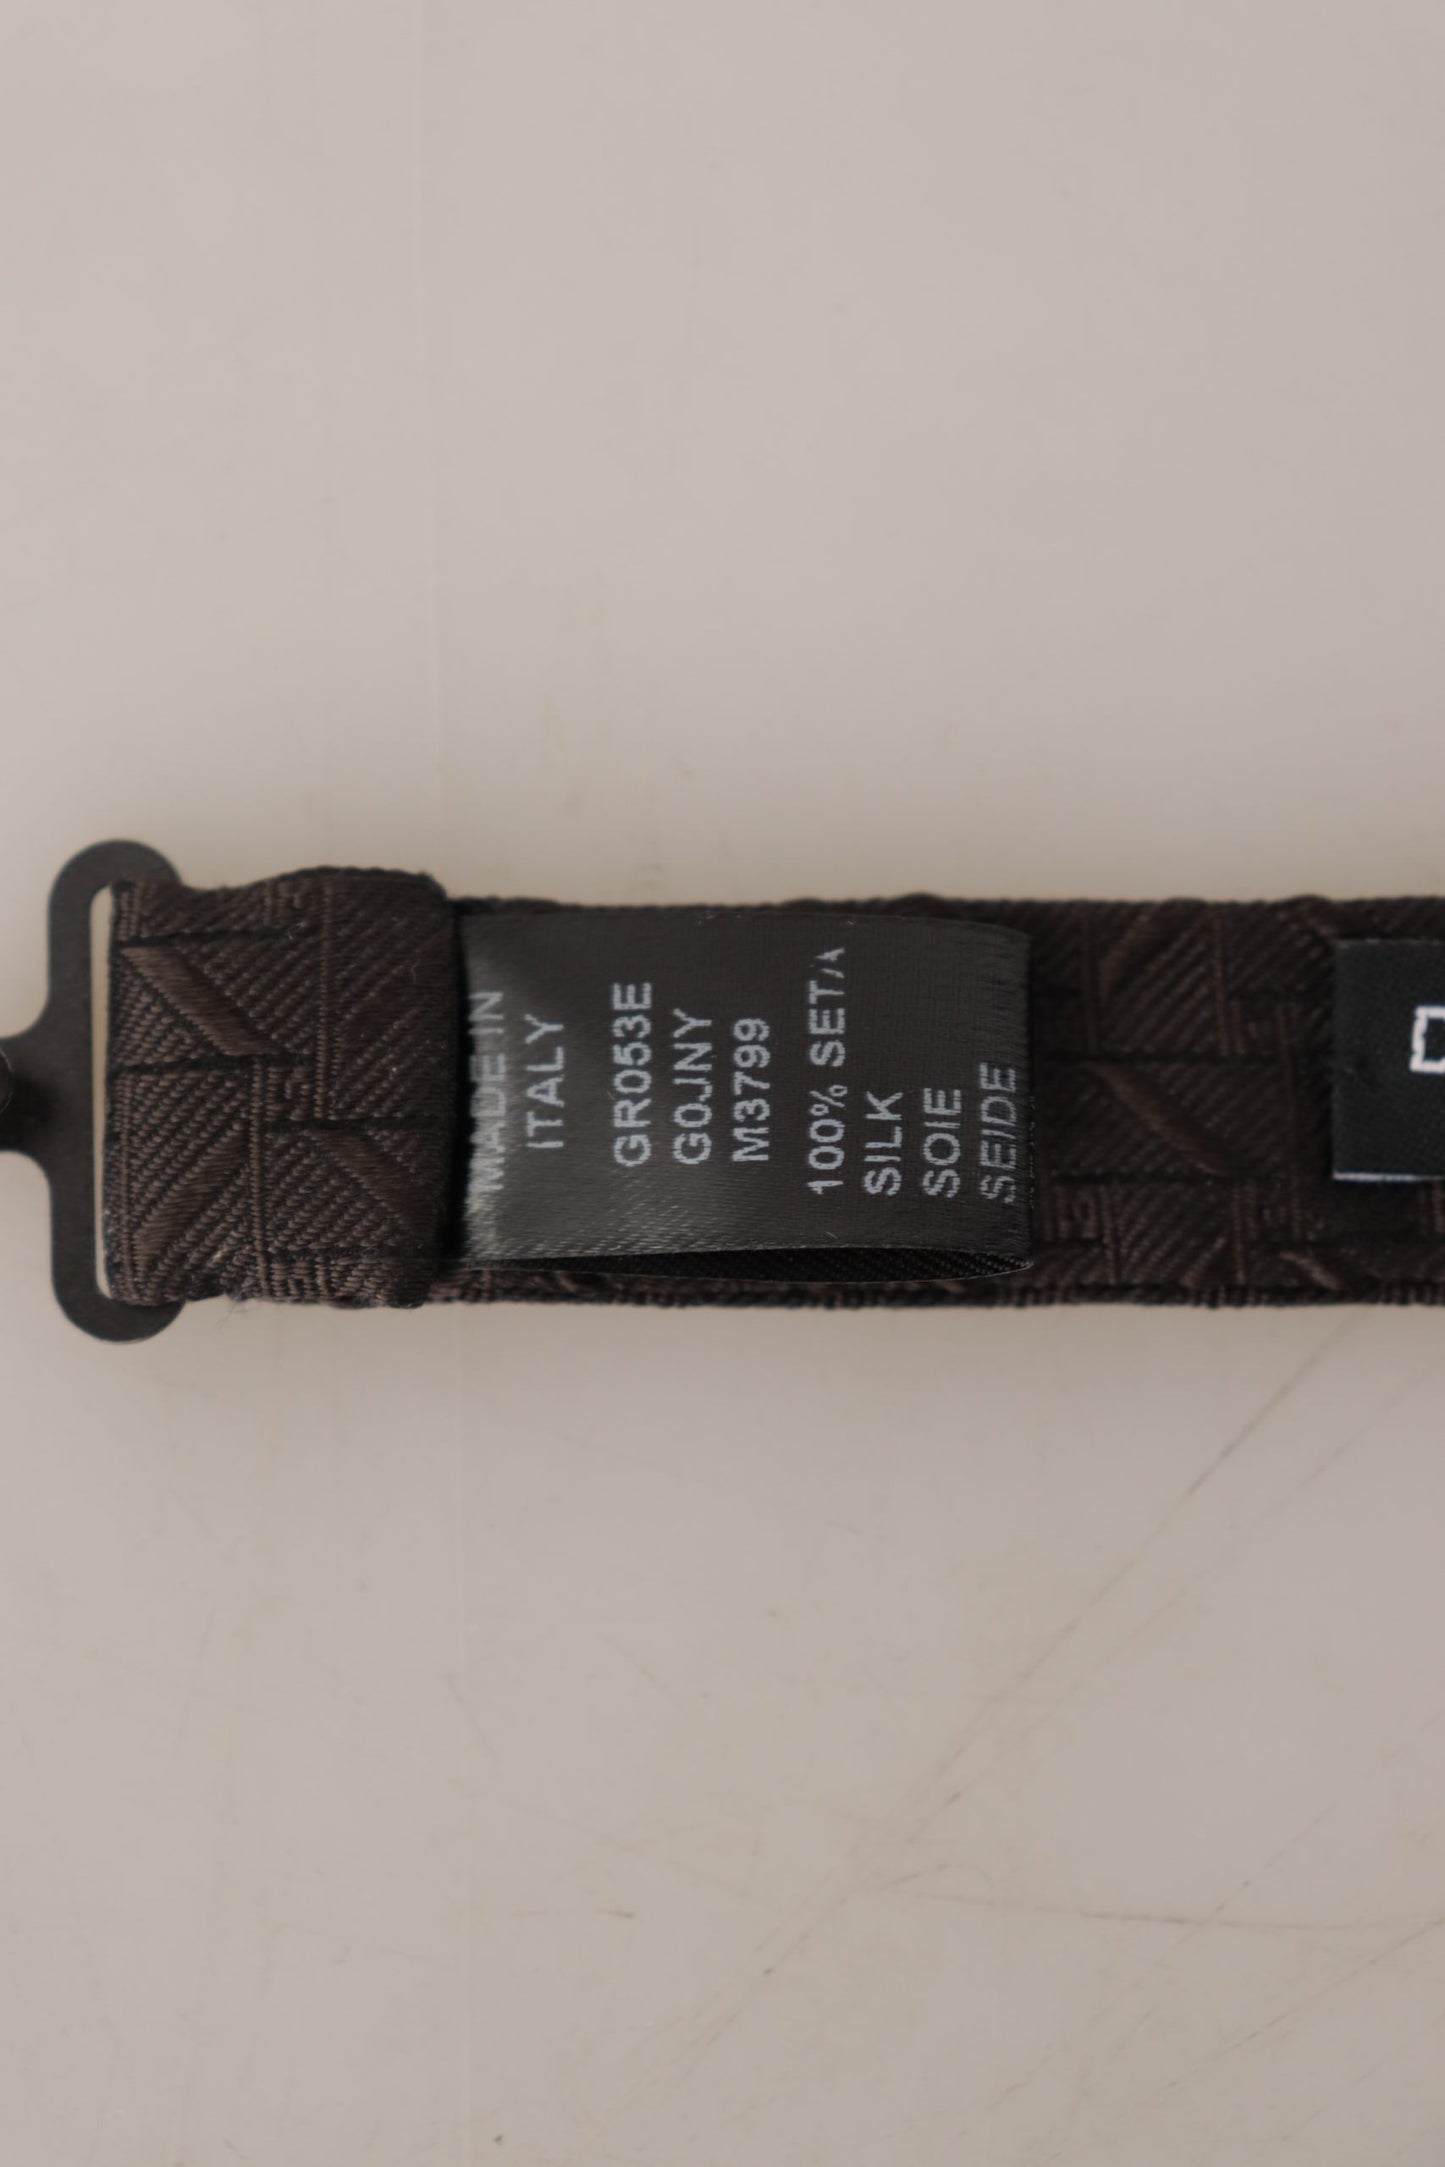 MADE IN
ITALY
GR053E
G0JNY
M3799
100% SETA
SILK
SOIE
SEIDE
D